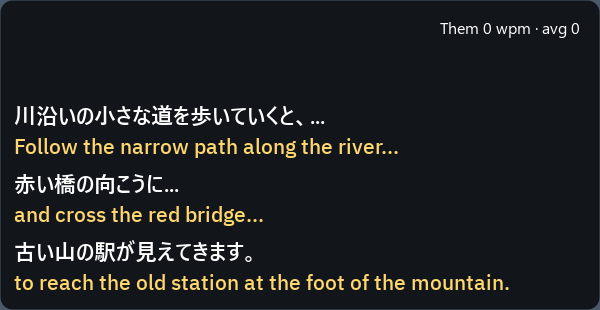 Them 0 wpm · avg 0
川沿いの小さな道を歩いていくと、...
Follow the narrow path along the river...
赤い橋の向こうに...
and cross the red bridge...
古い山の駅が見えてきます。
to reach the old station at the foot of the mountain.